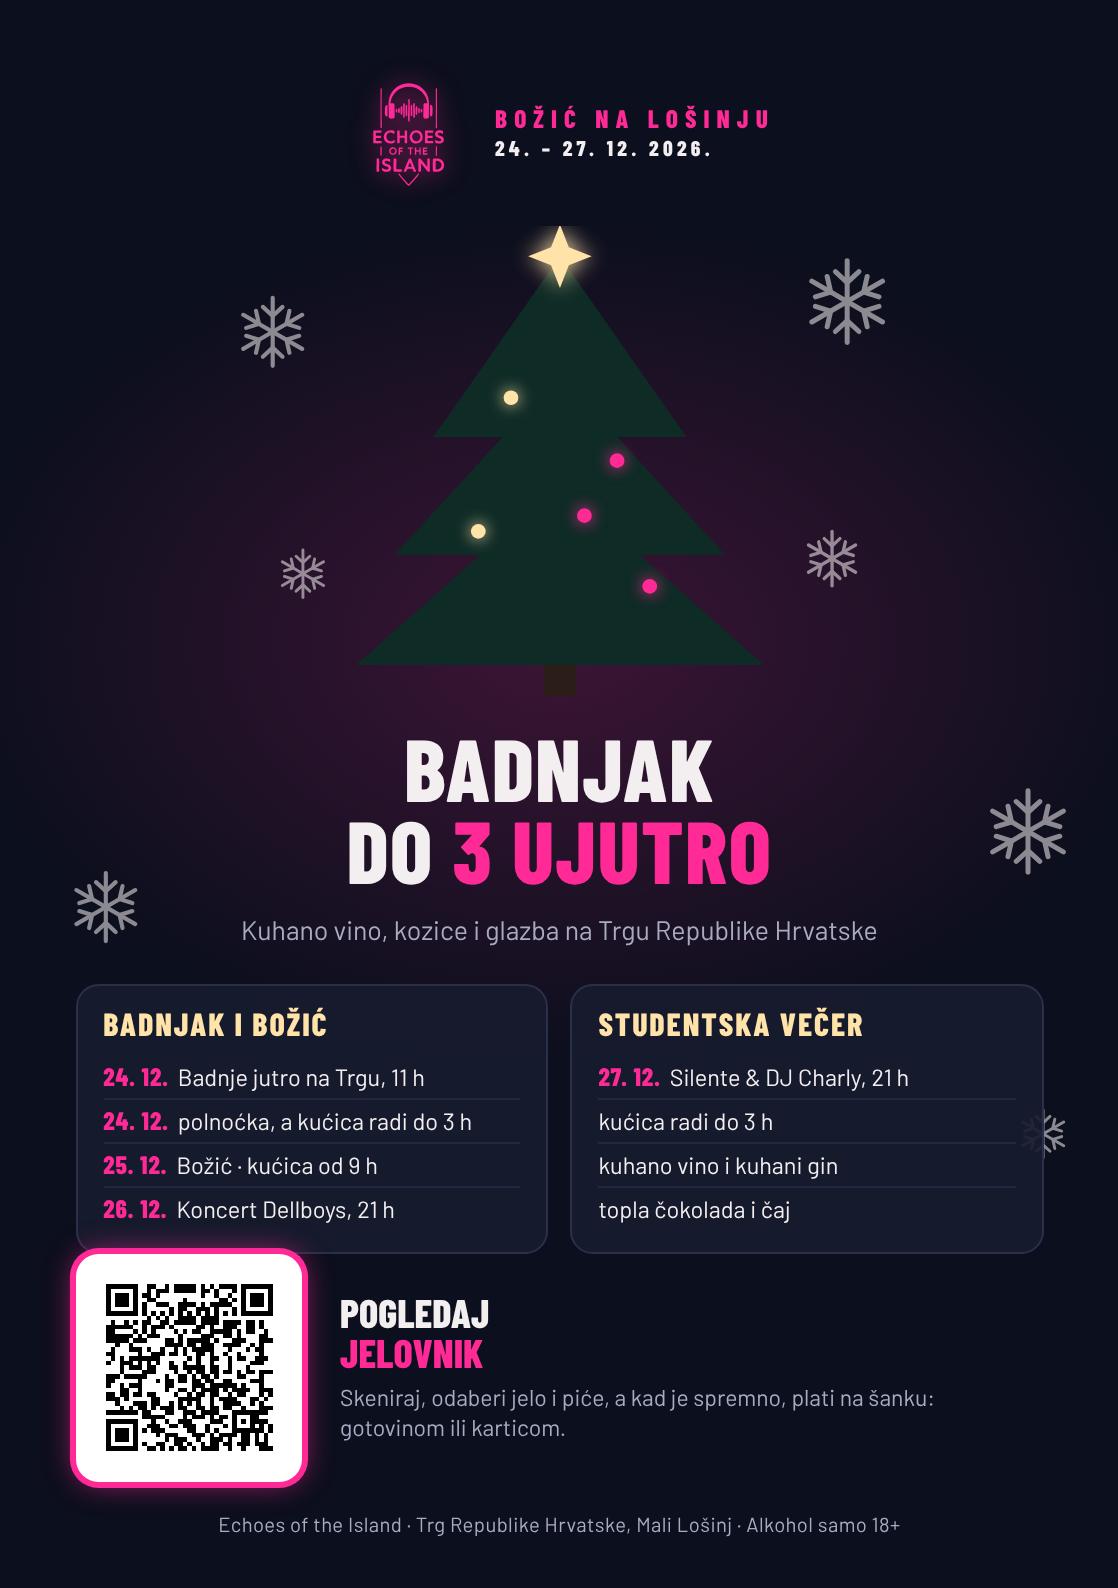 ECHOES
OF THE
ISLAND
BOŽIĆ NA LOŠINJU
24. – 27. 12. 2026.
BADNJAK
DO 3 UJUTRO
Kuhano vino, kozice i glazba na Trgu Republike Hrvatske
BADNJAK I BOŽIĆ
24. 12. Badnje jutro na Trgu, 11 h
24. 12. polnoćka, a kućica radi do 3 h
25. 12. Božić · kućica od 9 h
26. 12. Koncert Dellboys, 21 h
STUDENTSKA VEČER
27. 12. Silente & DJ Charly, 21 h
kućica radi do 3 h
kuhano vino i kuhani gin
topla čokolada i čaj
POGLEDAJ
JELOVNIK
Skeniraj, odaberi jelo i piće, a kad je spremno, plati na šanku:
gotovinom ili karticom.
Echoes of the Island · Trg Republike Hrvatske, Mali Lošinj · Alkohol samo 18+